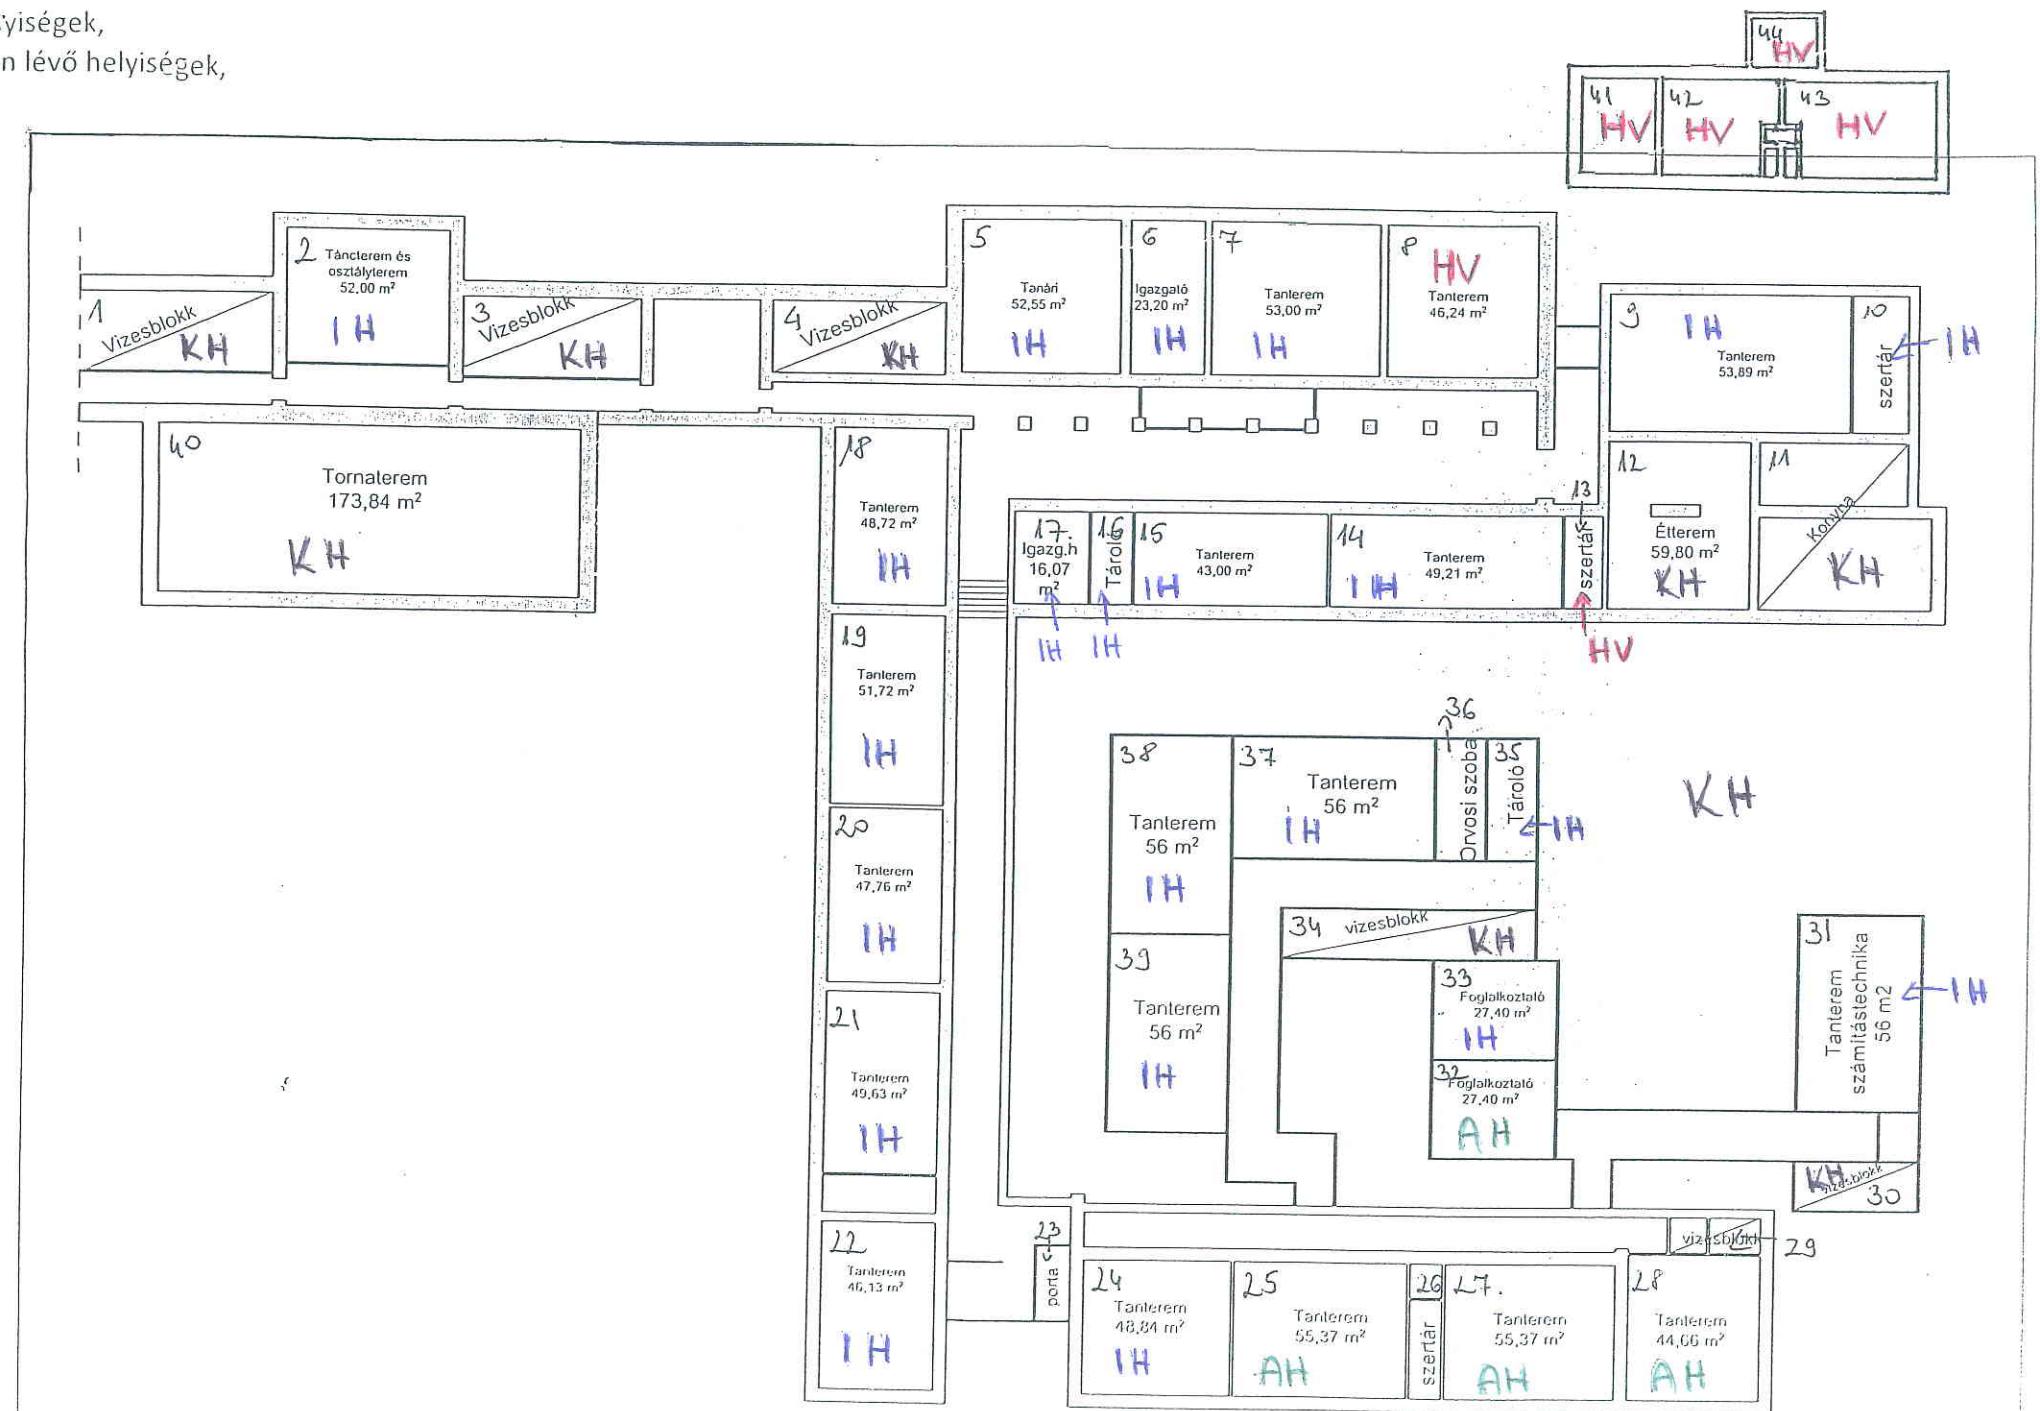 yiségek,
n lévő helyiségek,
44
HV
41
HV
42
HV
43
HV
1
Vizesblokk
KH
2
Táncterem és
osztályterem
52,00 m²
IH
3
Vizesblokk
KH
4
Vizesblokk
KH
5
Tanári
52,55 m²
IH
6
Igazgató
23,20 m²
IH
7
Tanterem
53,00 m²
IH
8
HV
Tanterem
46,24 m²
9
IH
Tanterem
53,89 m²
10
szertár
IH
40
Tornaterem
173,84 m²
KH
18
Tanterem
48,72 m²
IH
17.
Igazg.h
16,07
m²
IH
16
Tároló
IH
15
Tanterem
43,00 m²
IH
14
Tanterem
49,21 m²
IH
13
szertár
HV
12
Étterem
59,80 m²
KH
11
Konyha
KH
19
Tanterem
51,72 m²
IH
20
Tanterem
47,76 m²
IH
21
Tanterem
49,63 m²
IH
22
Tanterem
46,13 m²
IH
38
Tanterem
56 m²
IH
37
Tanterem
56 m²
IH
36
Orvosi szoba
35
Tároló
IH
KH
39
Tanterem
56 m²
IH
34
vizesblokk
KH
33
Foglalkoztató
27,40 m²
IH
32
Foglalkoztató
27,40 m²
AH
31
Tanterem
számítástechnika
56 m2
IH
KH
vizesblokk
30
23
porta
24
Tanterem
48,84 m²
IH
25
Tanterem
55,37 m²
AH
26
szertár
27.
Tanterem
55,37 m²
AH
28
Tanterem
44,66 m²
AH
vizesblokk
29